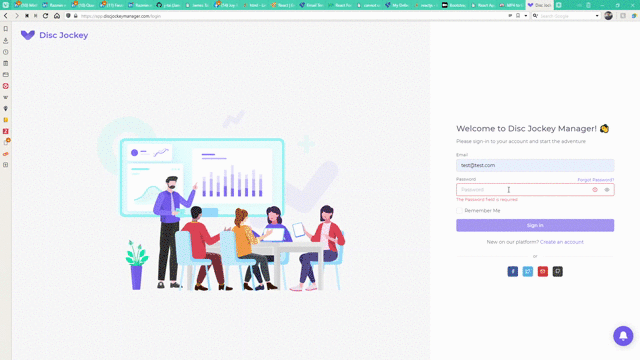 https://app.discjockeymanager.com/login
Search Google
Disc Jockey
Welcome to Disc Jockey Manager!
Please sign-in to your account and start the adventure
Email
test@test.com
Password
Forgot Password?
Password
The Password field is required
Remember Me
Sign In
New on our platform? Create an account
or